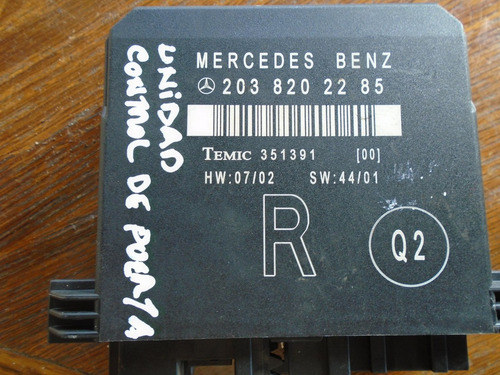 MERCEDES BENZ
203 820 22 85
TEMIC 351391 [00]
HW:07/02 SW:44/01
R
Q2
UNIDAD
CONTROL DE PUERTA